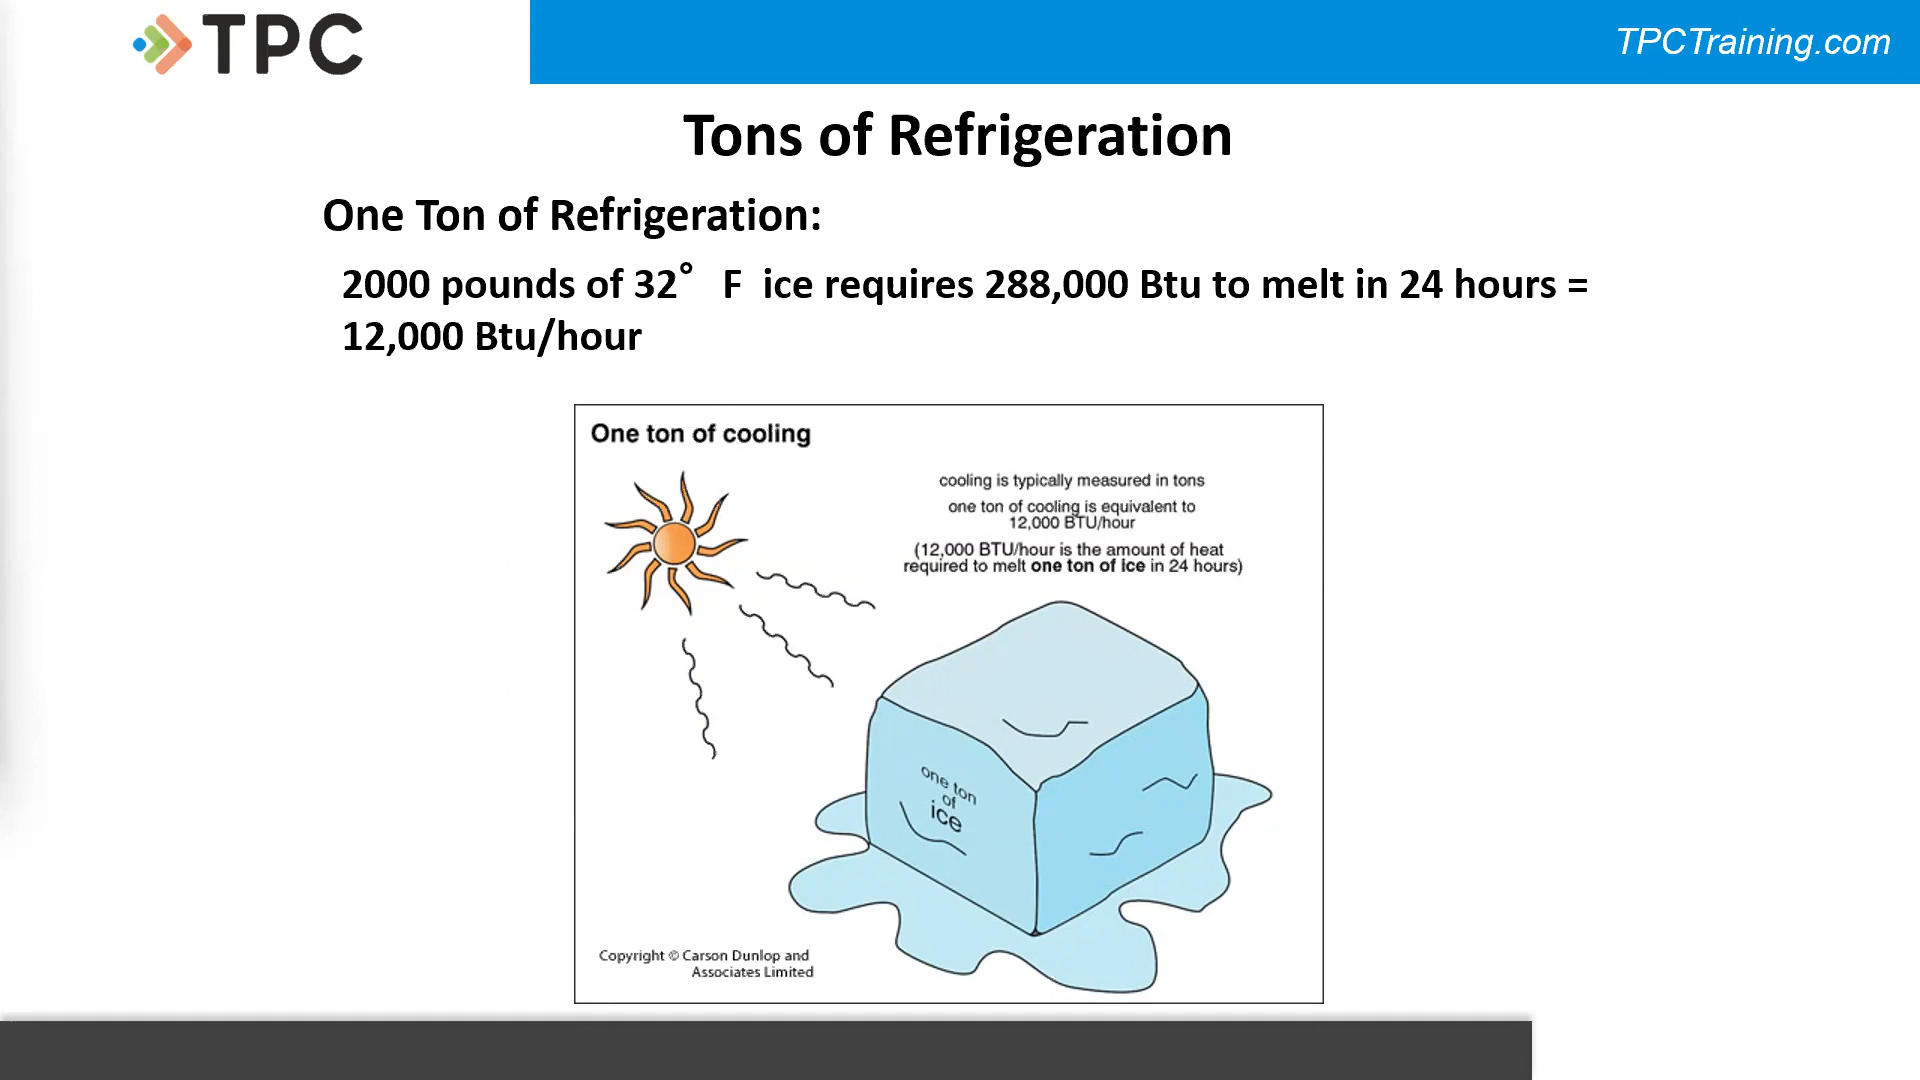 TPC
TPCTraining.com
Tons of Refrigeration
One Ton of Refrigeration:
2000 pounds of 32° F ice requires 288,000 Btu to melt in 24 hours =
12,000 Btu/hour
One ton of cooling
cooling is typically measured in tons
one ton of cooling is equivalent to
12,000 BTU/hour
(12,000 BTU/hour is the amount of heat
required to melt one ton of ice in 24 hours)
one ton
of
ice
Copyright © Carson Dunlop and
Associates Limited